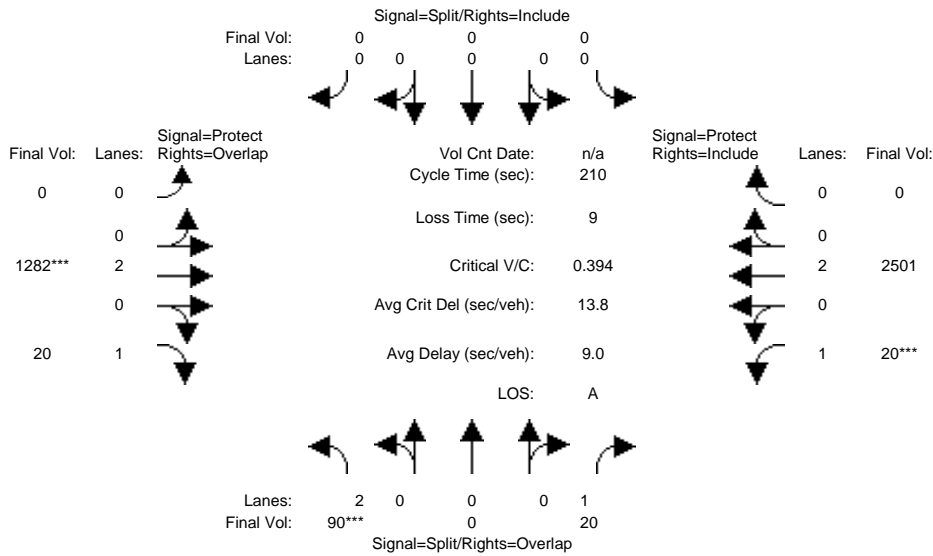 Signal=Split/Rights=Include
Final Vol: 0 0 0
Lanes: 0 0 0 0 0
Signal=Protect Signal=Protect
Final Vol: Lanes: Rights=Overlap Vol Cnt Date: n/a Rights=Include Lanes: Final Vol:
Cycle Time (sec): 210
0 0 0 0
Loss Time (sec): 9
0 0
1282*** 2 Critical V/C: 0.394 2 2501
0 Avg Crit Del (sec/veh): 13.8 0
20 1 Avg Delay (sec/veh): 9.0 1 20***
LOS: A
Lanes: 2 0 0 0 1
Final Vol: 90*** 0 20
Signal=Split/Rights=Overlap